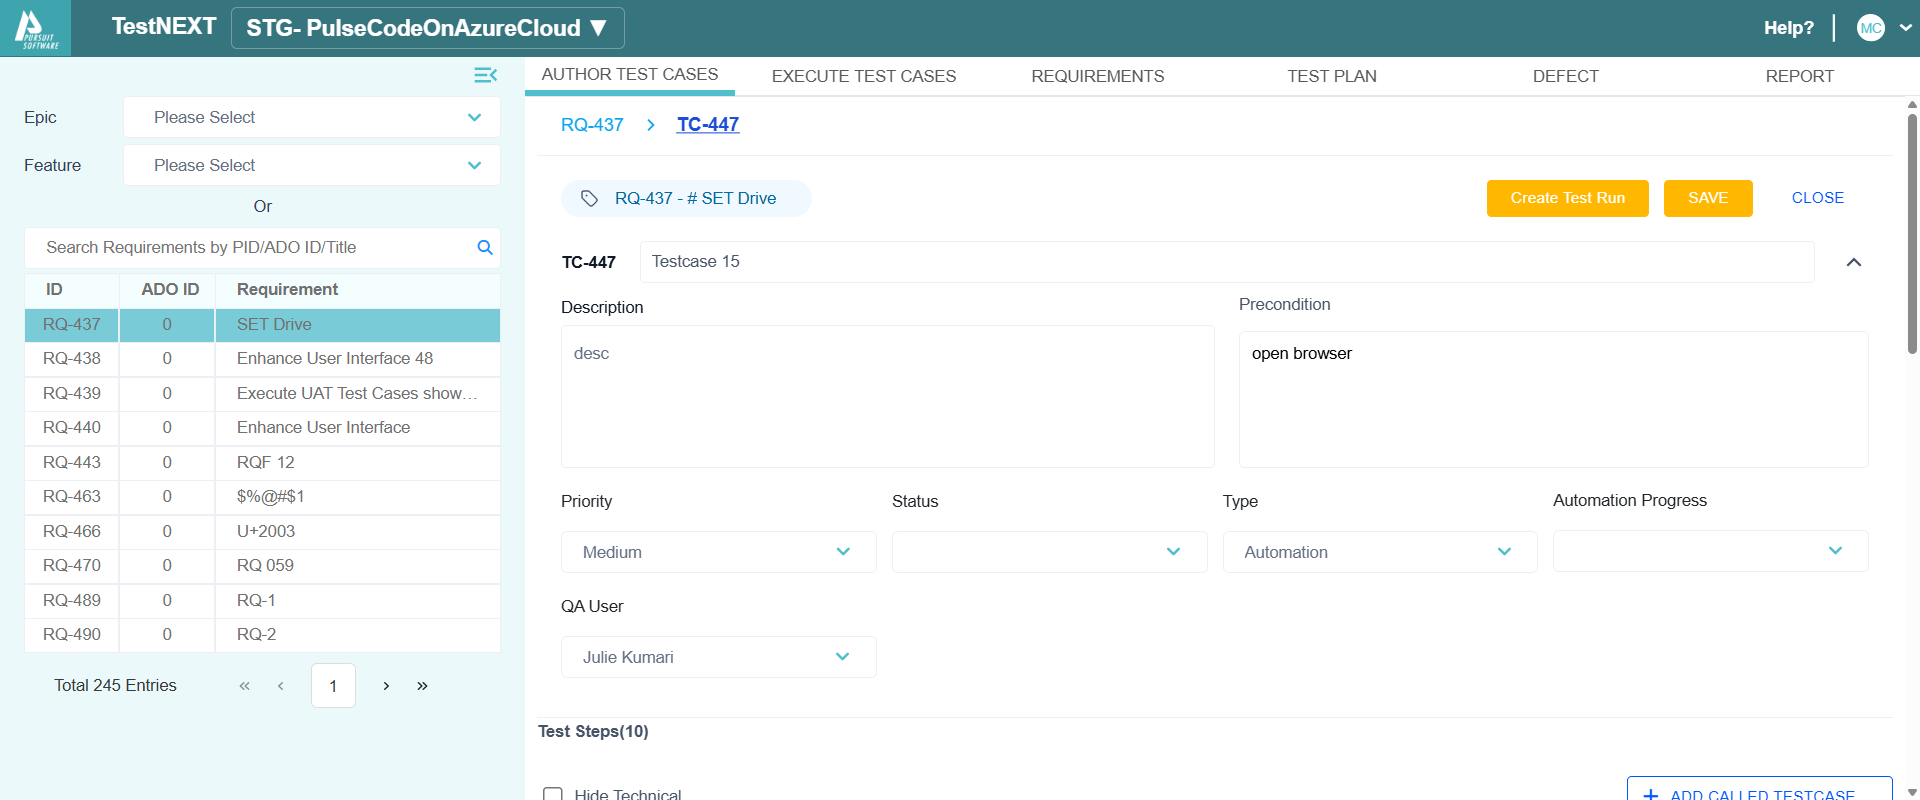 PURSUIT
SOFTWARE
TestNEXT
STG- PulseCodeOnAzureCloud ▼
Help?
MC
AUTHOR TEST CASES
EXECUTE TEST CASES
REQUIREMENTS
TEST PLAN
DEFECT
REPORT
Epic
Please Select
Feature
Please Select
Or
Search Requirements by PID/ADO ID/Title
ID ADO ID Requirement
RQ-437 0 SET Drive
RQ-438 0 Enhance User Interface 48
RQ-439 0 Execute UAT Test Cases show...
RQ-440 0 Enhance User Interface
RQ-443 0 RQF 12
RQ-463 0 $%@#$1
RQ-466 0 U+2003
RQ-470 0 RQ 059
RQ-489 0 RQ-1
RQ-490 0 RQ-2
Total 245 Entries « ‹ 1 › »
RQ-437 > TC-447
RQ-437 - # SET Drive
Create Test Run
SAVE
CLOSE
TC-447
Testcase 15
Description
desc
Precondition
open browser
Priority
Medium
Status
Type
Automation
Automation Progress
QA User
Julie Kumari
Test Steps(10)
Hide Technical
+ ADD CALLED TESTCASE